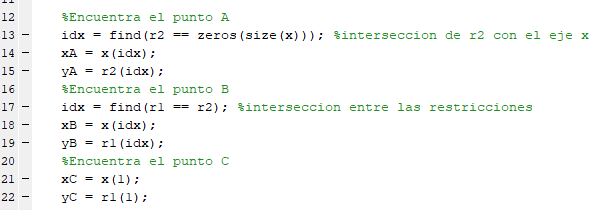 12 %Encuentra el punto A
13 - idx = find(r2 == zeros(size(x))); %interseccion de r2 con el eje x
14 - xA = x(idx);
15 - yA = r2(idx);
16 %Encuentra el punto B
17 - idx = find(r1 == r2); %interseccion entre las restricciones
18 - xB = x(idx);
19 - yB = r1(idx);
20 %Encuentra el punto C
21 - xC = x(1);
22 - yC = r1(1);